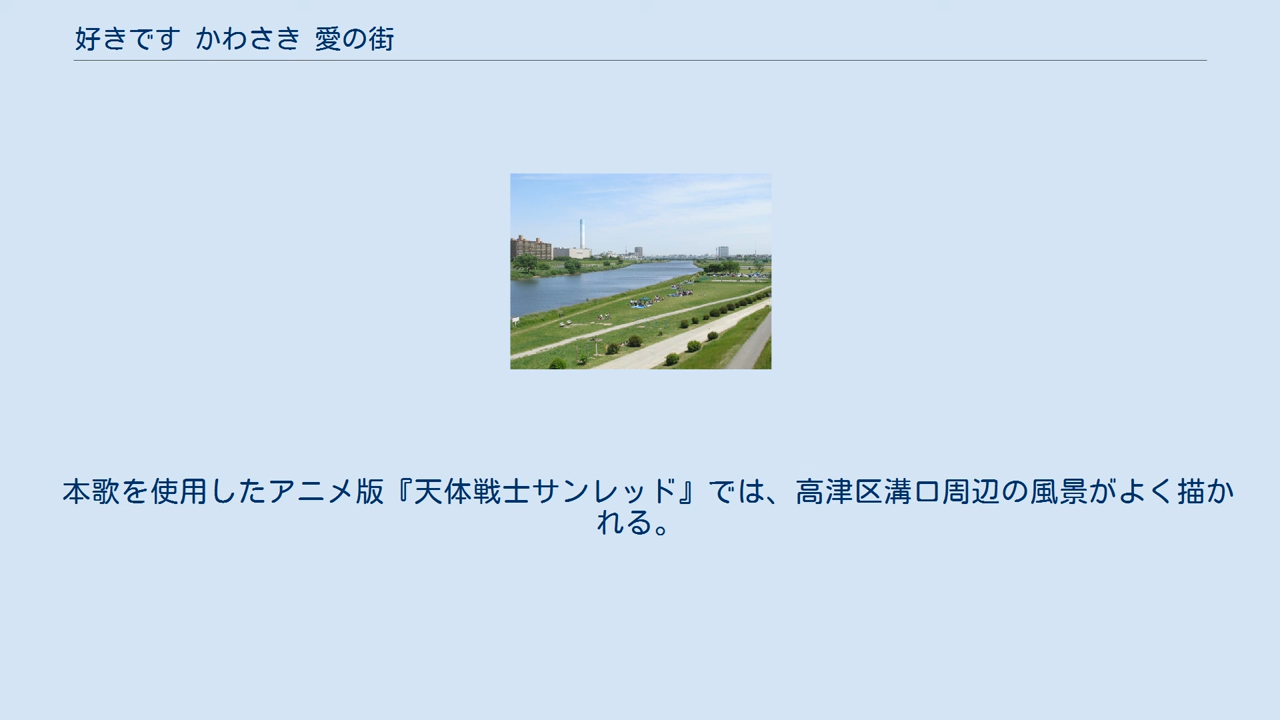 好きです かわさき 愛の街
本歌を使用したアニメ版『天体戦士サンレッド』では、高津区溝口周辺の風景がよく描か
れる。